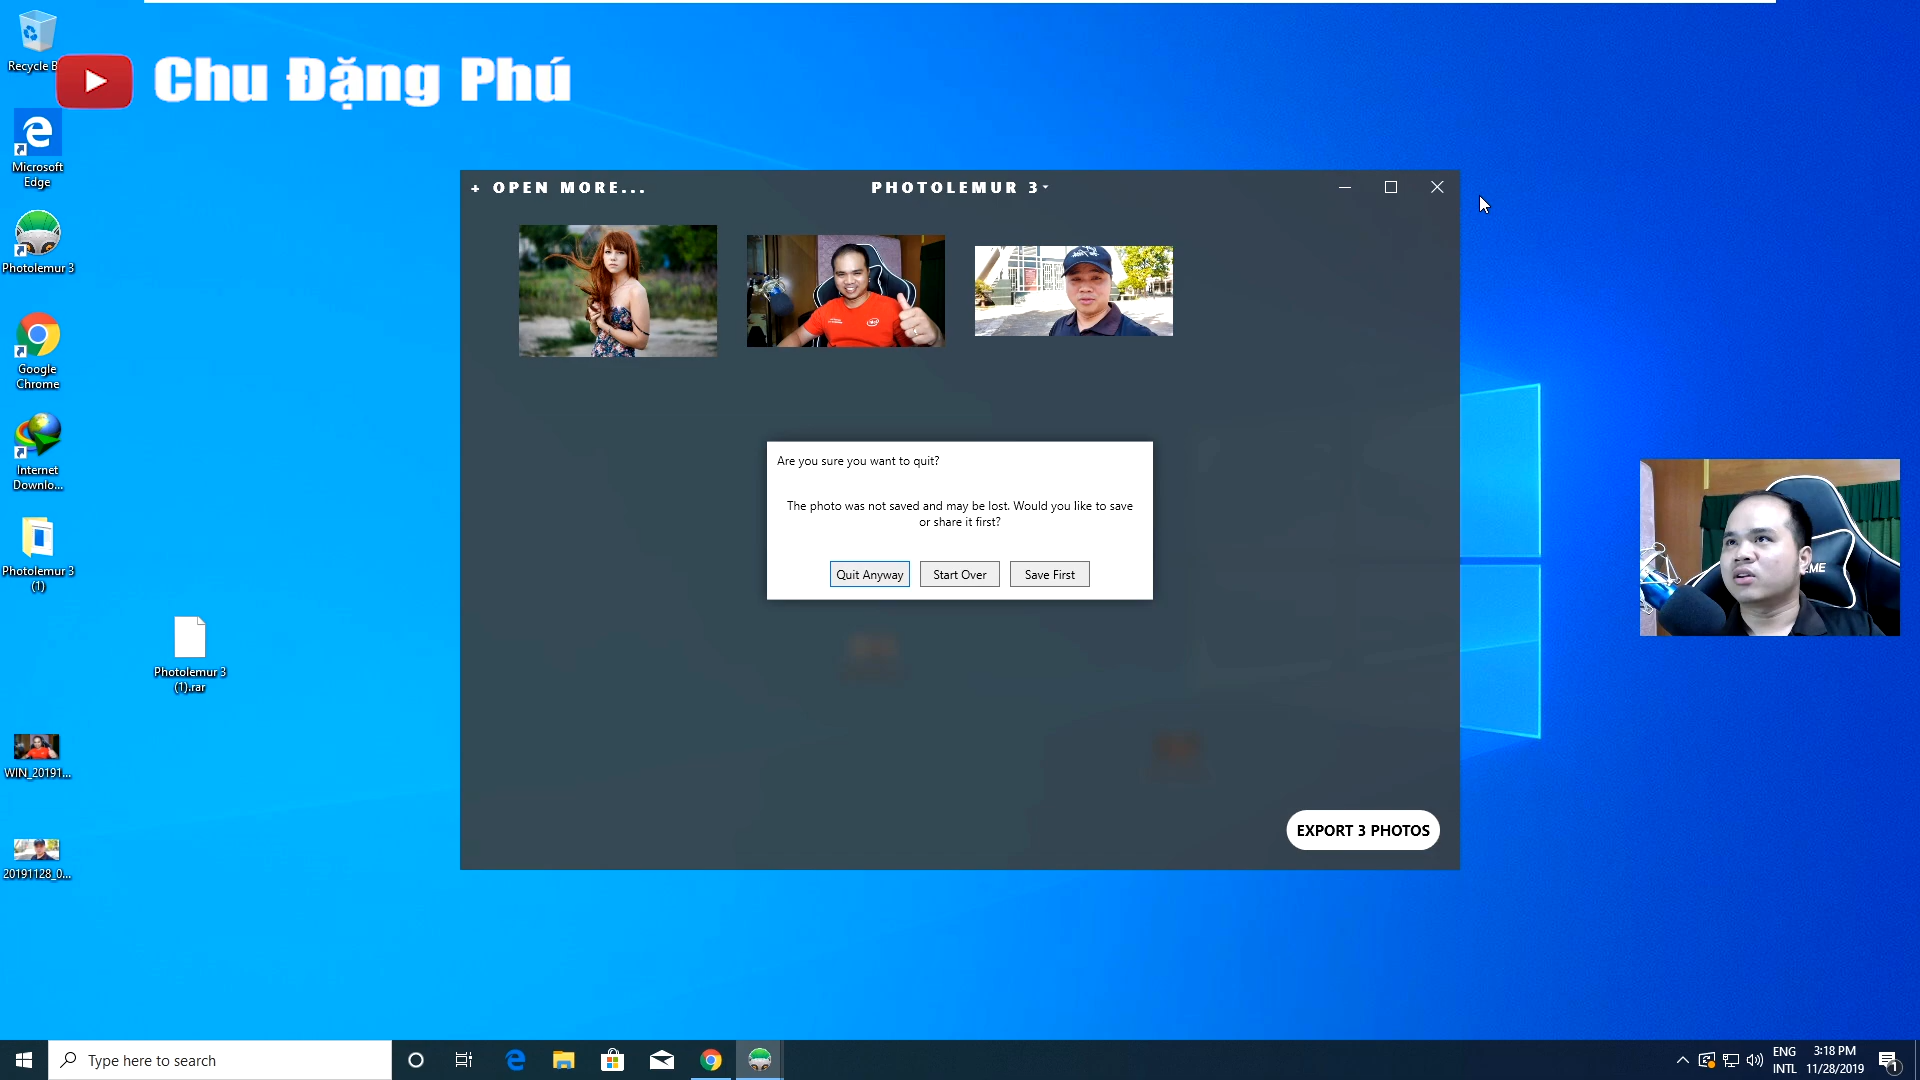 Recycle B
Chu Đặng Phú
Microsoft
Edge
Photolemur 3
Google
Chrome
Internet
Downlo...
Photolemur 3
(1)
Photolemur 3
(1).rar
WIN_20191...
20191128_0...
+ OPEN MORE...
PHOTOLEMUR 3
Are you sure you want to quit?
The photo was not saved and may be lost. Would you like to save
or share it first?
Quit Anyway
Start Over
Save First
EXPORT 3 PHOTOS
Type here to search
ENG
INTL
3:18 PM
11/28/2019
1